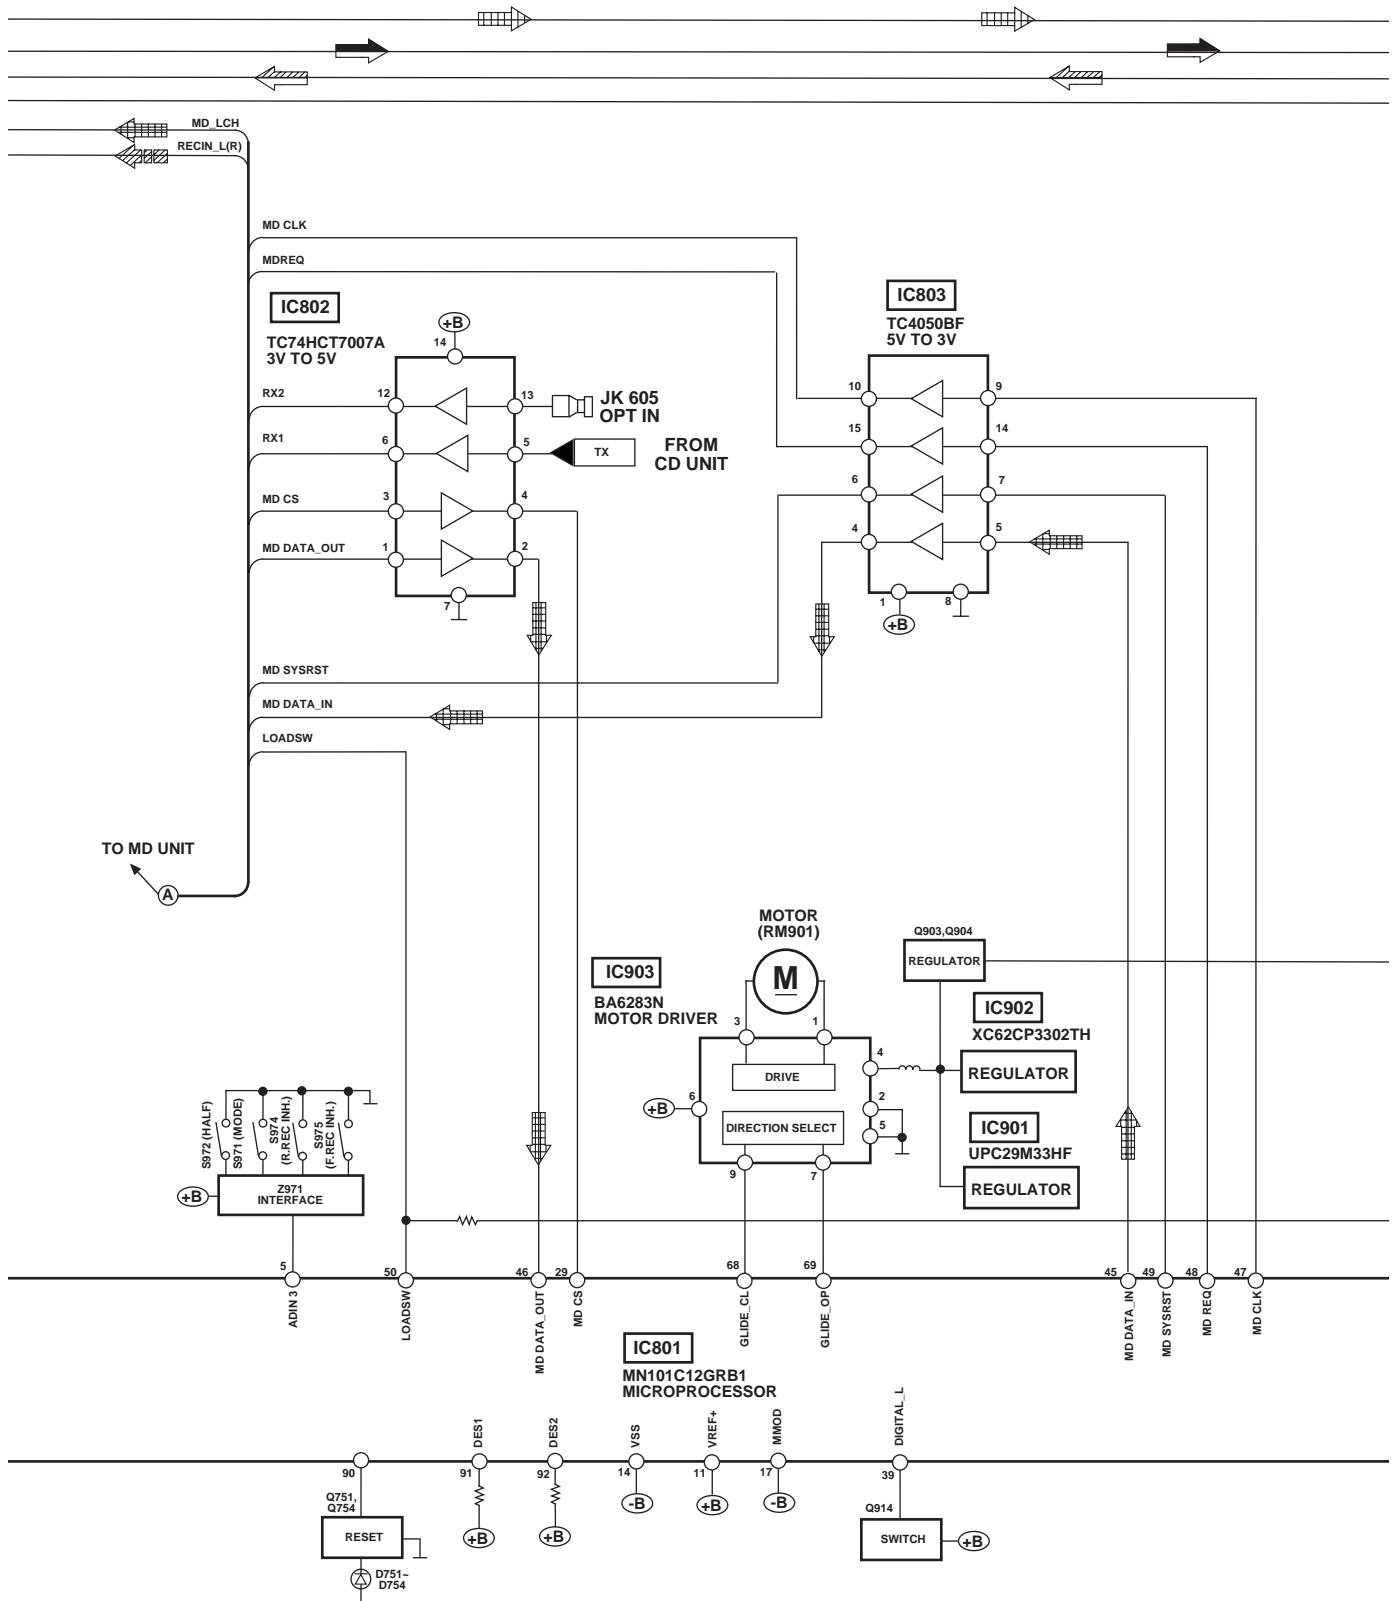 MD_LCH
RECIN_L(R)
MD CLK
MDREQ
IC802
TC74HCT7007A
3V TO 5V
+B
14
IC803
TC4050BF
5V TO 3V
RX2
12
13
JK 605
OPT IN
10
9
RX1
6
5
TX
FROM
CD UNIT
15
14
MD CS
3
4
6
7
MD DATA_OUT
1
2
4
5
7
1
8
+B
MD SYSRST
MD DATA_IN
LOADSW
TO MD UNIT
A
MOTOR
(RM901)
M
IC903
BA6283N
MOTOR DRIVER
3
1
DRIVE
4
6
+B
2
DIRECTION SELECT
5
9
7
Q903,Q904
REGULATOR
IC902
XC62CP3302TH
REGULATOR
IC901
UPC29M33HF
REGULATOR
S972 (HALF)
S971 (MODE)
S974
(R.REC INH.)
S975
(F.REC INH.)
+B
Z971
INTERFACE
5
50
46
29
68
69
45
49
48
47
ADIN 3
LOADSW
MD DATA_OUT
MD CS
GLIDE_CL
GLIDE_OP
MD DATA_IN
MD SYSRST
MD REQ
MD CLK
IC801
MN101C12GRB1
MICROPROCESSOR
DES1
DES2
VSS
VREF+
MMOD
DIGITAL_L
90
91
92
14
11
17
39
Q751,
Q754
RESET
+B
+B
-B
+B
-B
Q914
SWITCH
+B
D751~
D754